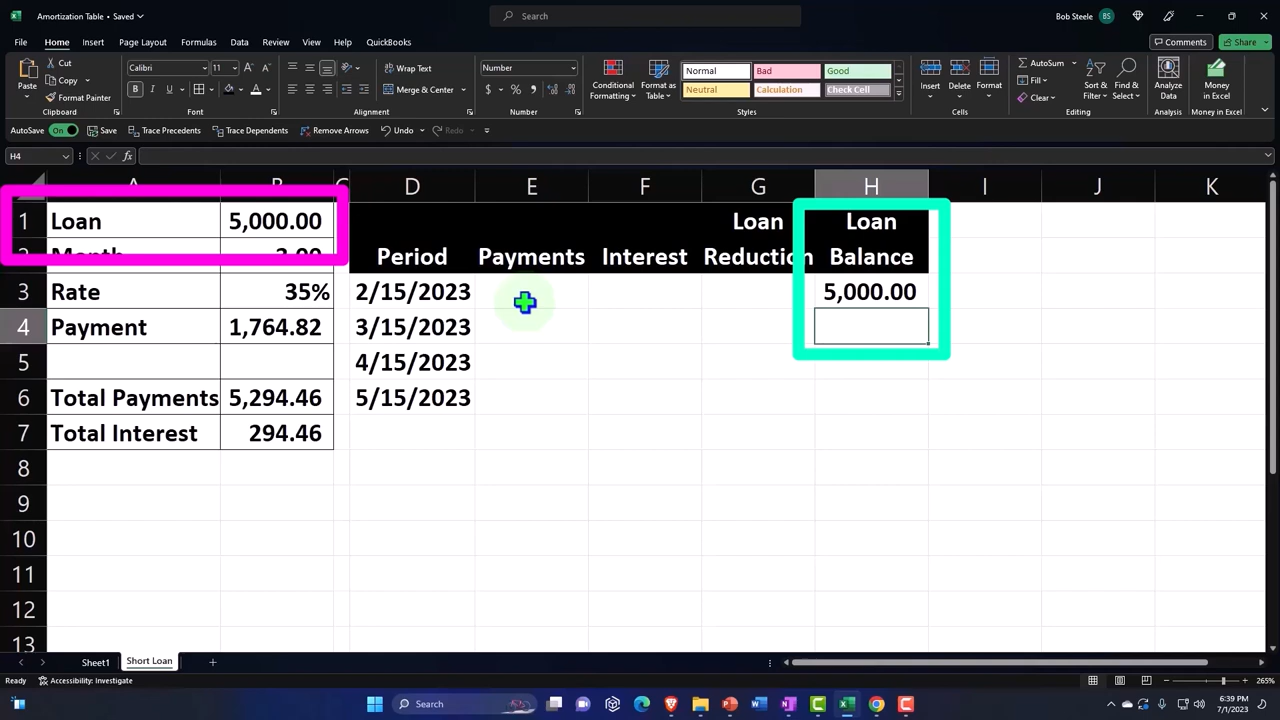 Amortization Table • Saved
Search
Bob Steele BS
File Home Insert Page Layout Formulas Data Review View Help QuickBooks
Comments Share
Paste
Cut
Copy
Format Painter
Clipboard
Calibri 11
B I U
Font
Wrap Text
Merge & Center
Alignment
Number
$ % 9
Number
Conditional Formatting
Format as Table
Normal Bad Good
Neutral Calculation Check Cell
Styles
Insert Delete Format
Cells
AutoSum
Fill
Clear
Sort & Filter
Find & Select
Editing
Analyze Data
Analysis
Money in Excel
Money in Excel
AutoSave On Save Trace Precedents Trace Dependents Remove Arrows Undo Redo
H4 fx
A B C D E F G H I J K
1 Loan 5,000.00 Loan Loan
2 Month 3.00 Period Payments Interest Reduction Balance
3 Rate 35% 2/15/2023 5,000.00
4 Payment 1,764.82 3/15/2023
5 4/15/2023
6 Total Payments 5,294.46 5/15/2023
7 Total Interest 294.46
8
9
10
11
12
13
Sheet1 Short Loan
Ready Accessibility: Investigate 265%
Search
6:39 PM
7/1/2023